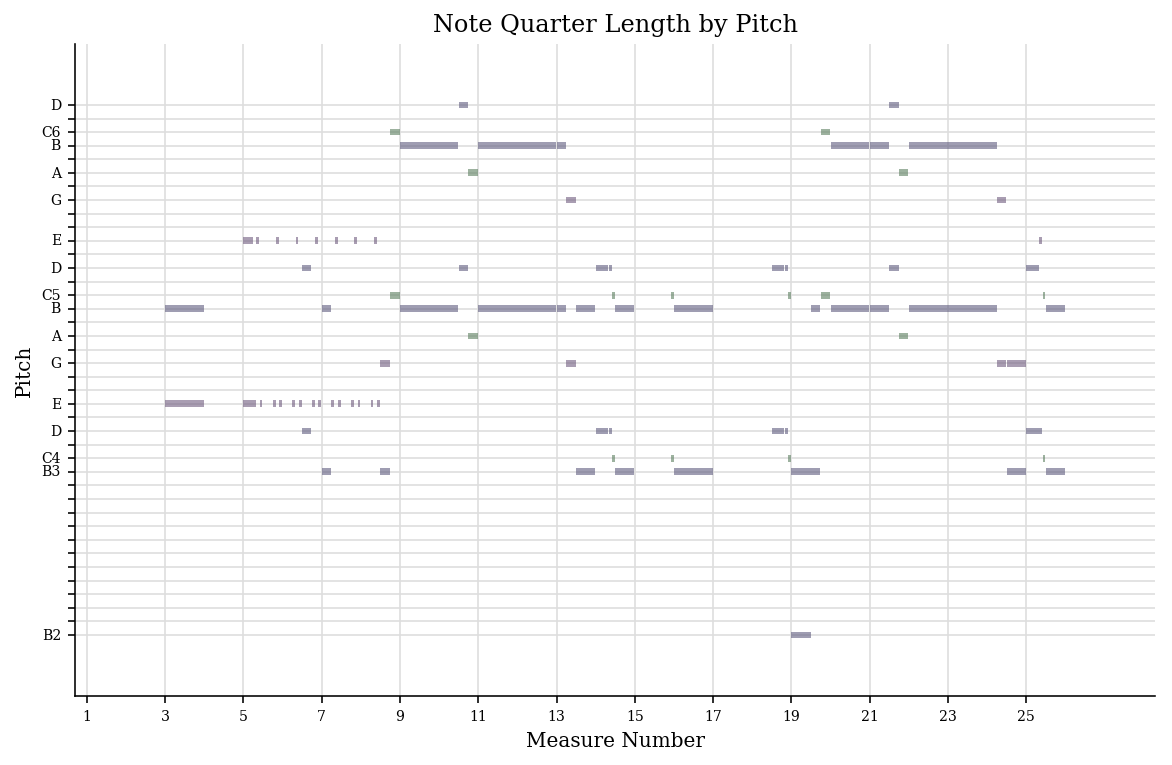 Note Quarter Length by Pitch
D
C6
B
A
G
E
D
C5
B
A
G
E
D
C4
B3
B2
Pitch
1 3 5 7 9 11 13 15 17 19 21 23 25
Measure Number